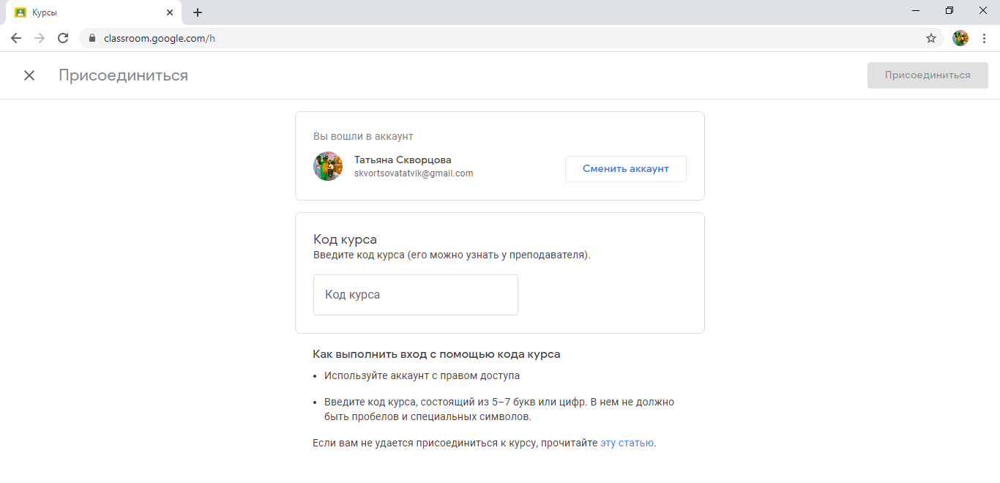 Курсы
classroom.google.com/h
Присоединиться
Присоединиться
Вы вошли в аккаунт
Татьяна Скворцова
skvortsovatatvik@gmail.com
Сменить аккаунт
Код курса
Введите код курса (его можно узнать у преподавателя).
Код курса
Как выполнить вход с помощью кода курса
• Используйте аккаунт с правом доступа
• Введите код курса, состоящий из 5–7 букв или цифр. В нем не должно
быть пробелов и специальных символов.
Если вам не удается присоединиться к курсу, прочитайте эту статью.